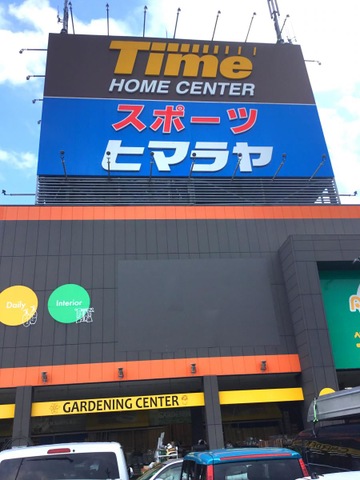 Time
HOME CENTER
スポーツ
ヒマラヤ
Daily
Interior
GARDENING CENTER